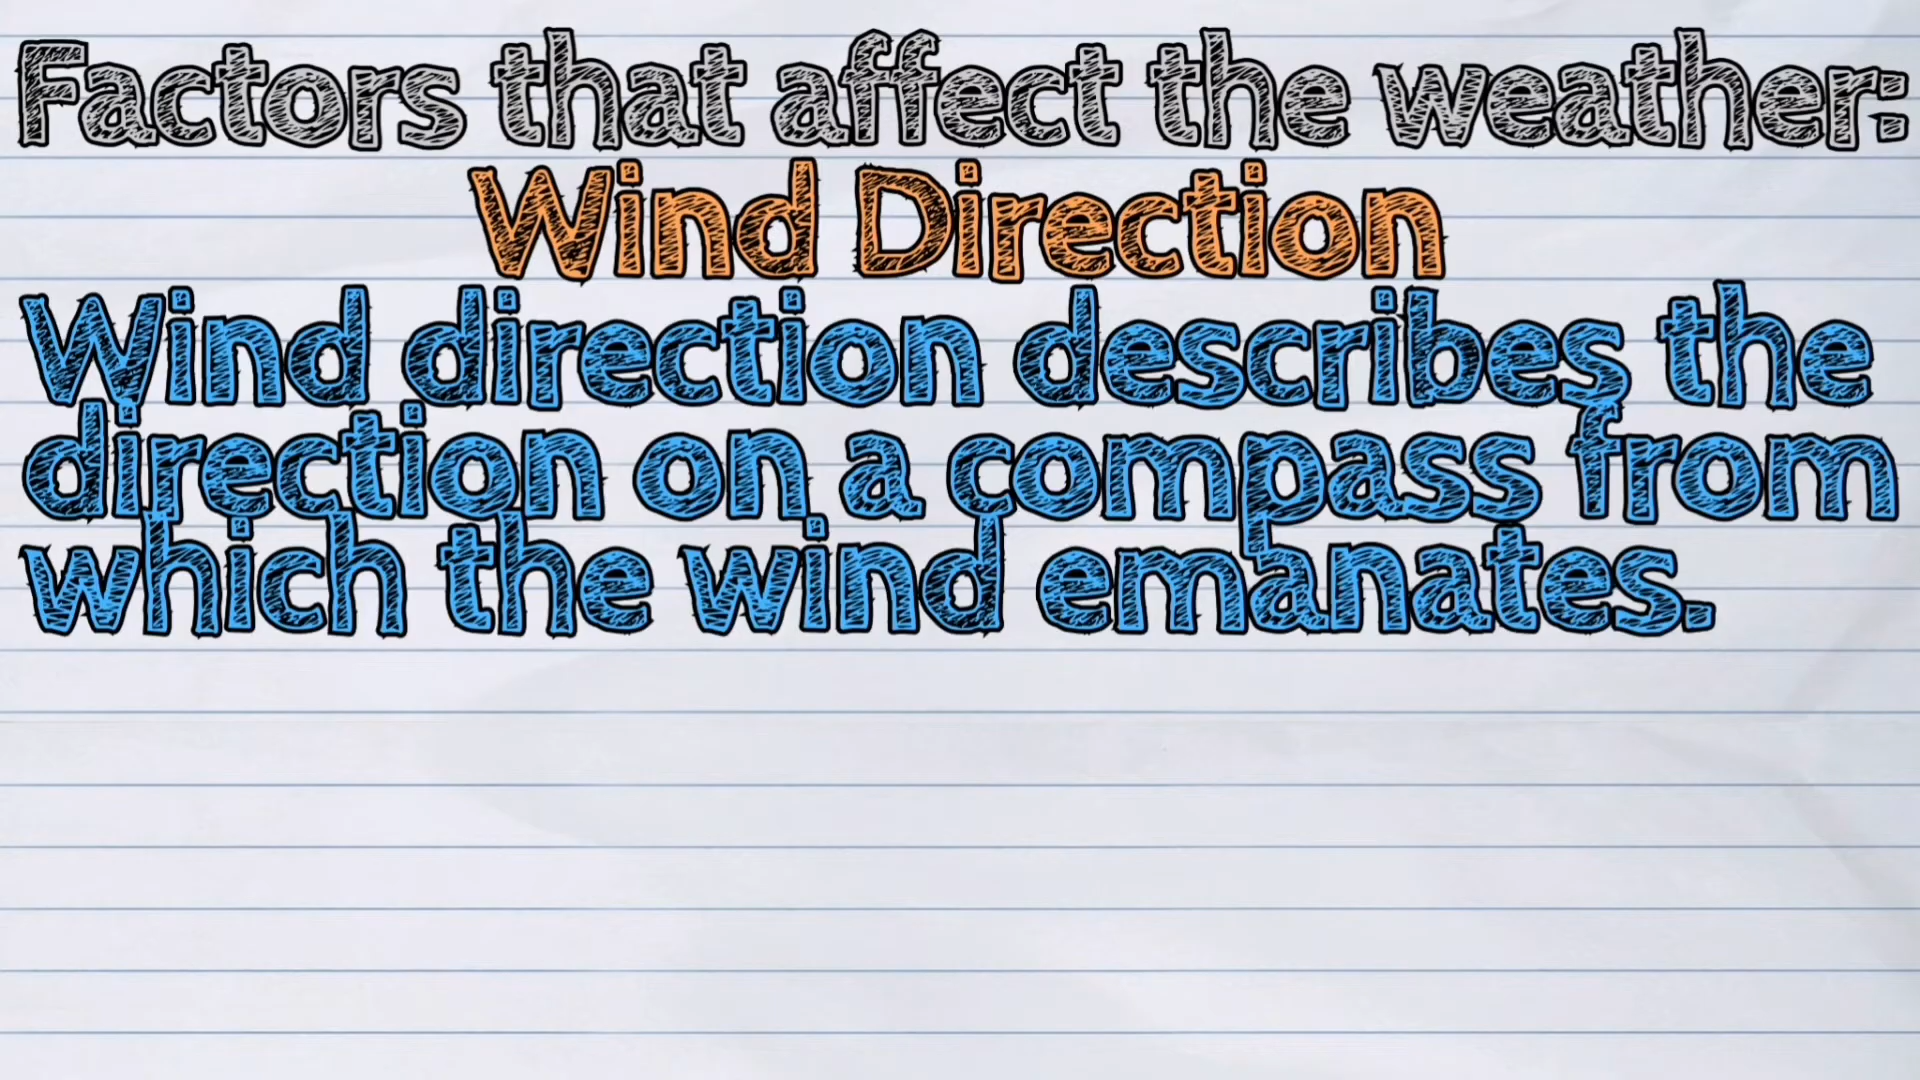 Factors that affect the weather:
Wind Direction
Wind direction describes the
direction on a compass from
which the wind emanates.